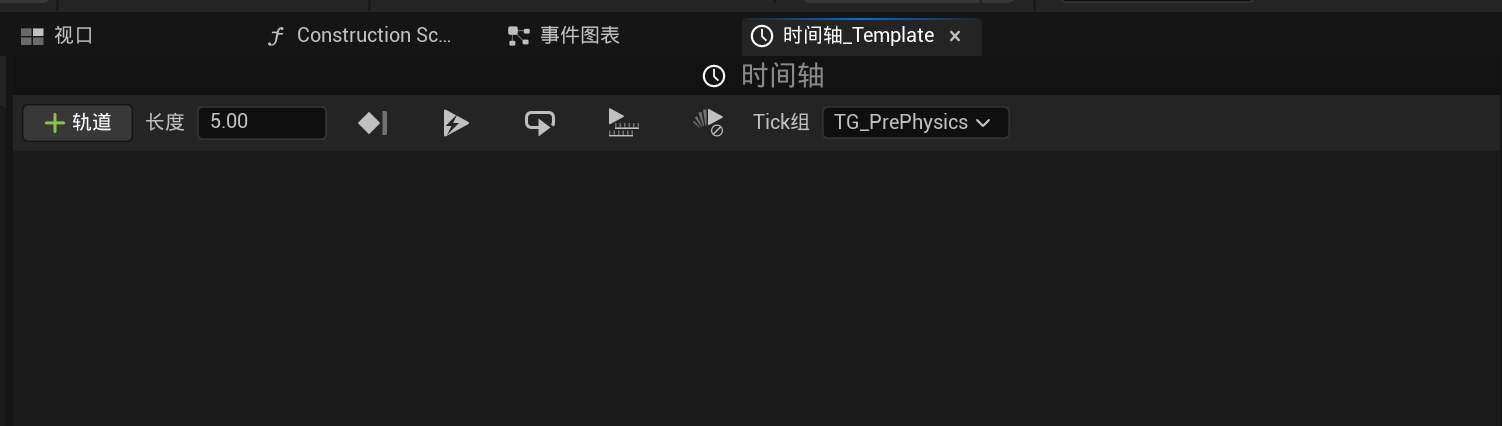 视口
Construction Sc...
事件图表
时间轴_Template
时间轴
轨道 长度 5.00 Tick组 TG_PrePhysics